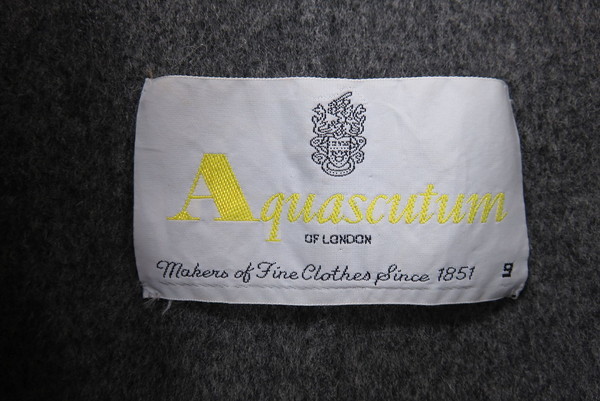 Aquascutum
OF LONDON
Makers of Fine Clothes Since 1851 9